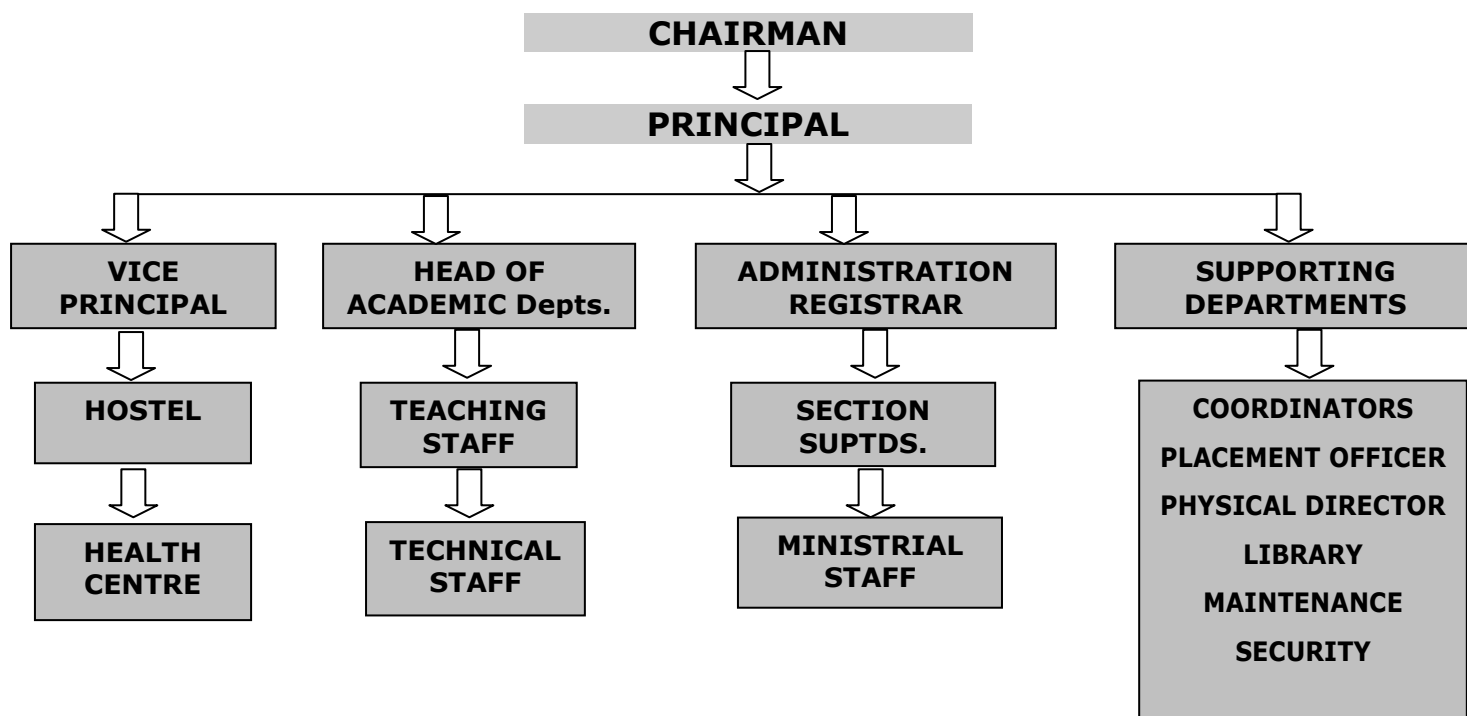 CHAIRMAN
PRINCIPAL
VICE
PRINCIPAL
HEAD OF
ACADEMIC Depts.
ADMINISTRATION
REGISTRAR
SUPPORTING
DEPARTMENTS
HOSTEL
TEACHING
STAFF
SECTION
SUPTDS.
COORDINATORS
PLACEMENT OFFICER
PHYSICAL DIRECTOR
LIBRARY
MAINTENANCE
SECURITY
HEALTH
CENTRE
TECHNICAL
STAFF
MINISTRIAL
STAFF